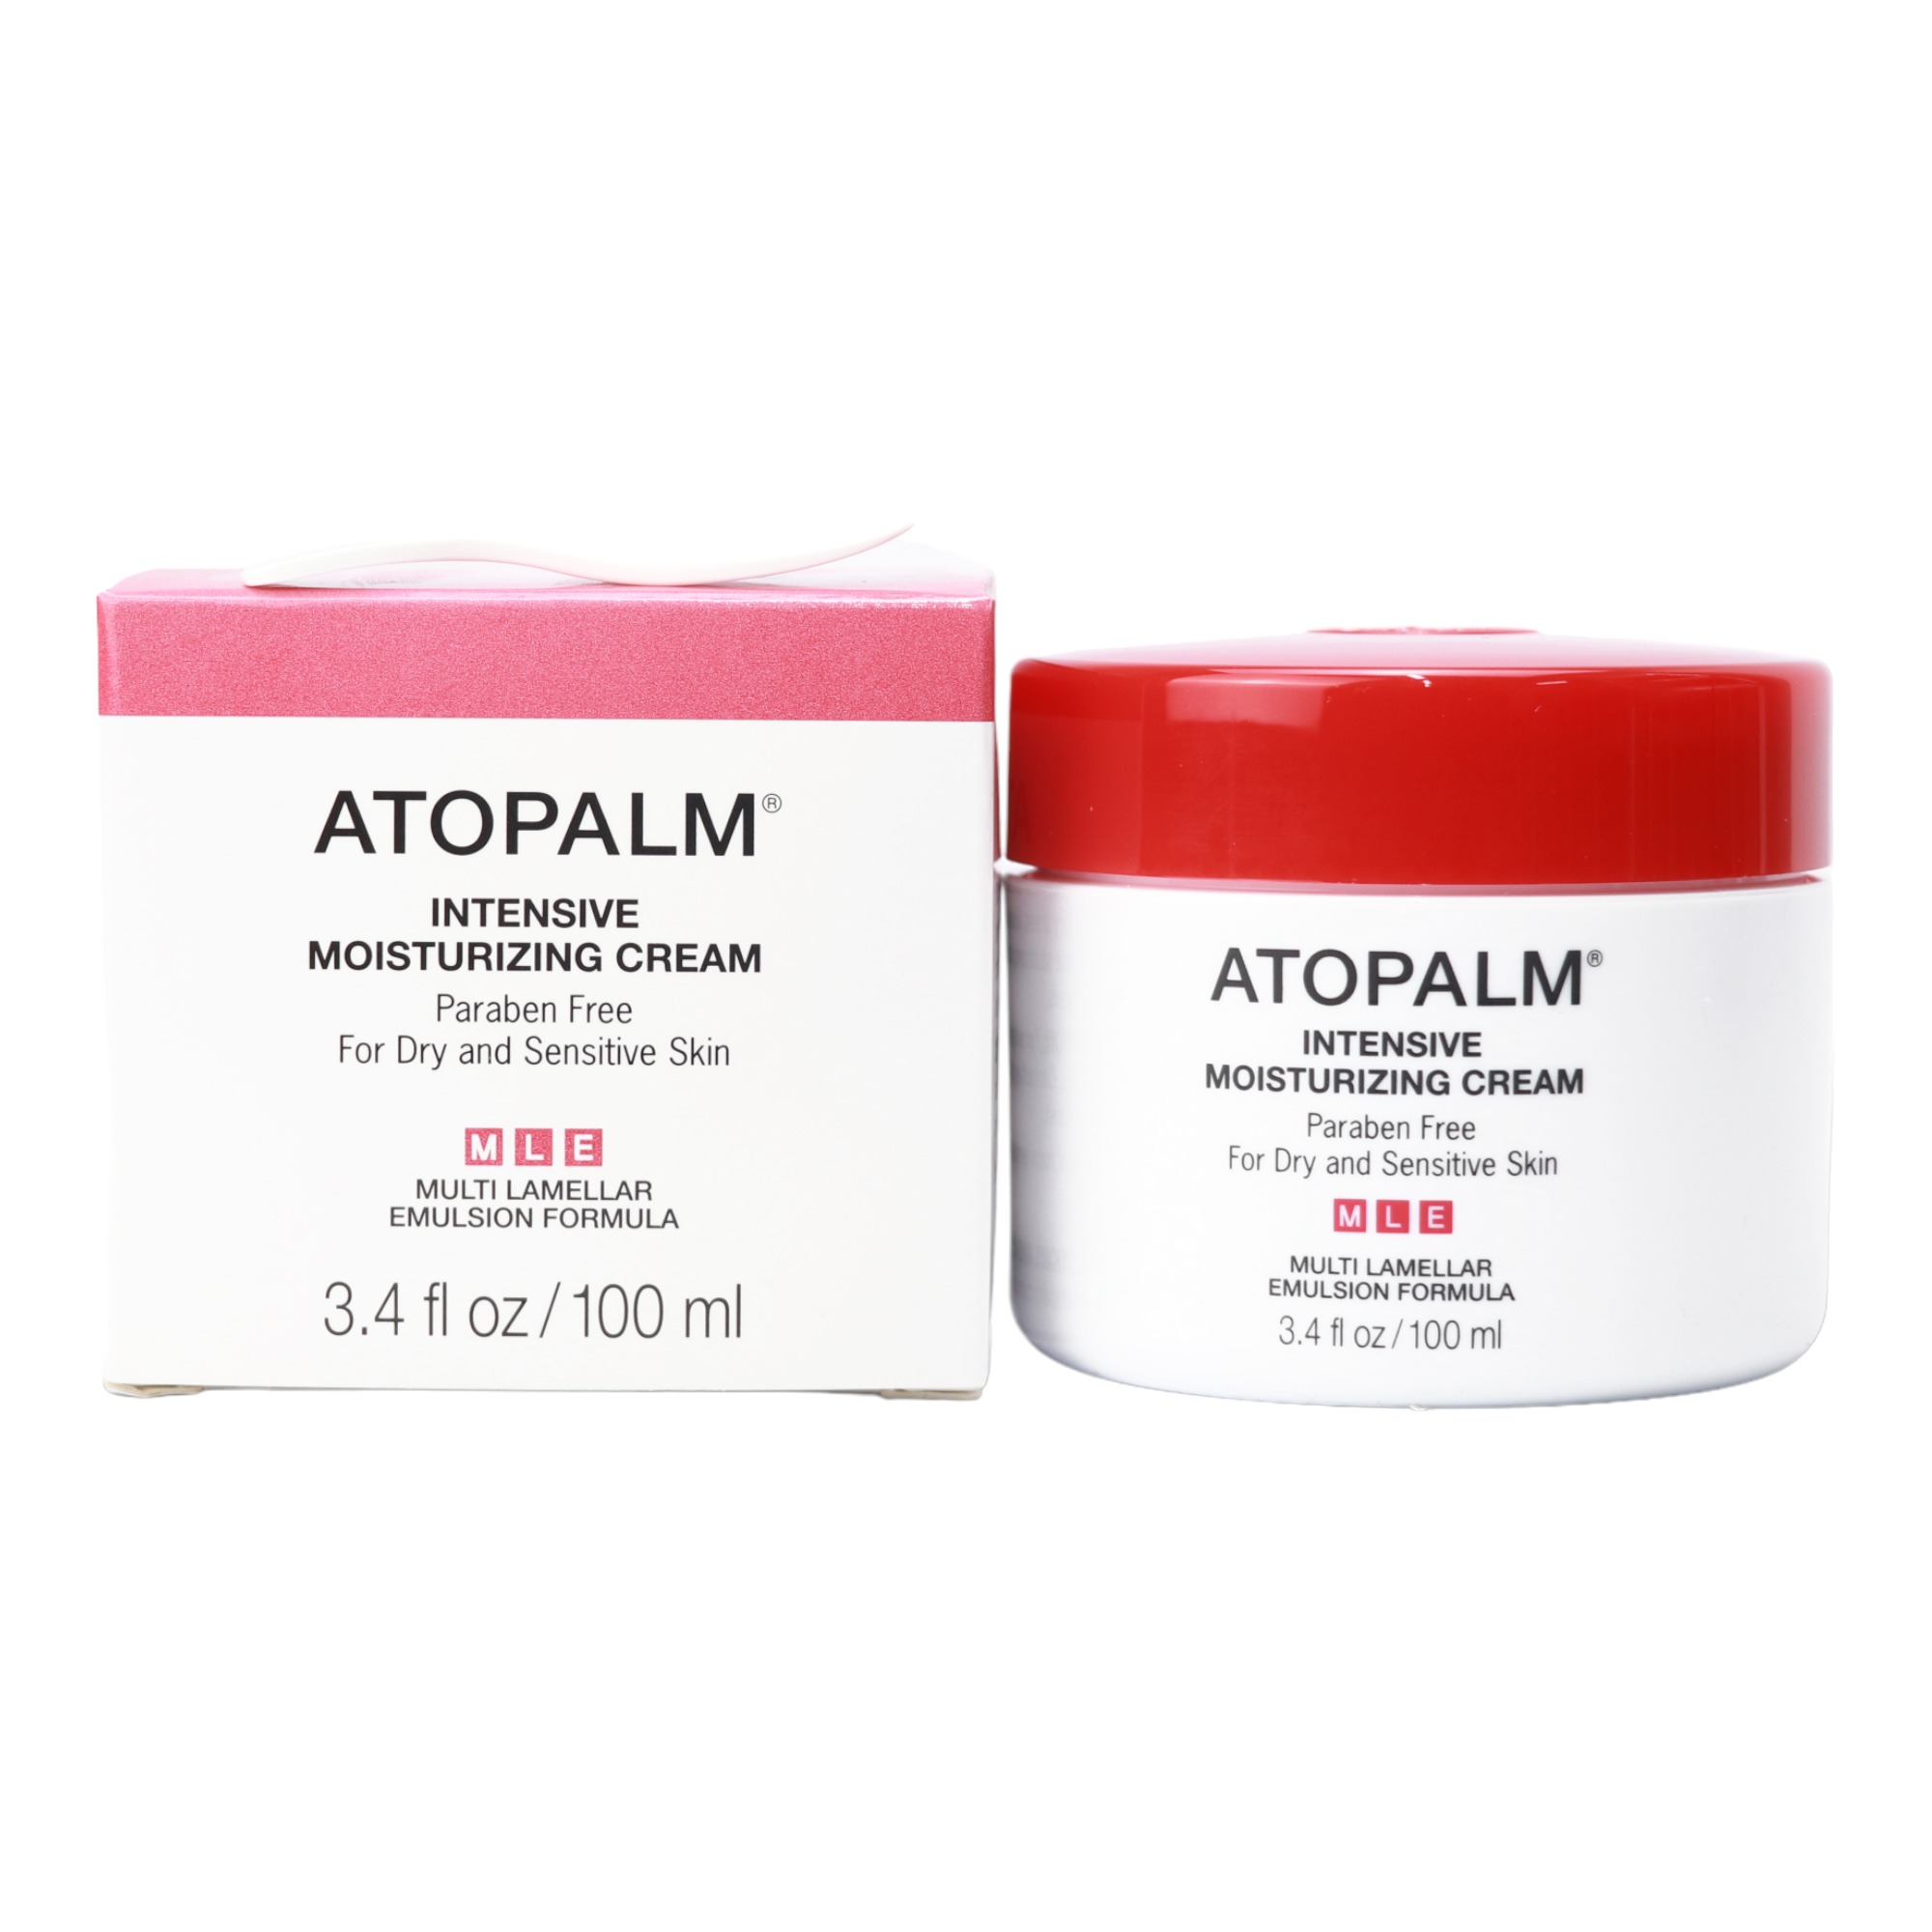 ATOPALM®
INTENSIVE
MOISTURIZING CREAM
Paraben Free
For Dry and Sensitive Skin
M L E
MULTI LAMELLAR
EMULSION FORMULA
3.4 fl oz / 100 ml
ATOPALM®
INTENSIVE
MOISTURIZING CREAM
Paraben Free
For Dry and Sensitive Skin
M L E
MULTI LAMELLAR
EMULSION FORMULA
3.4 fl oz / 100 ml